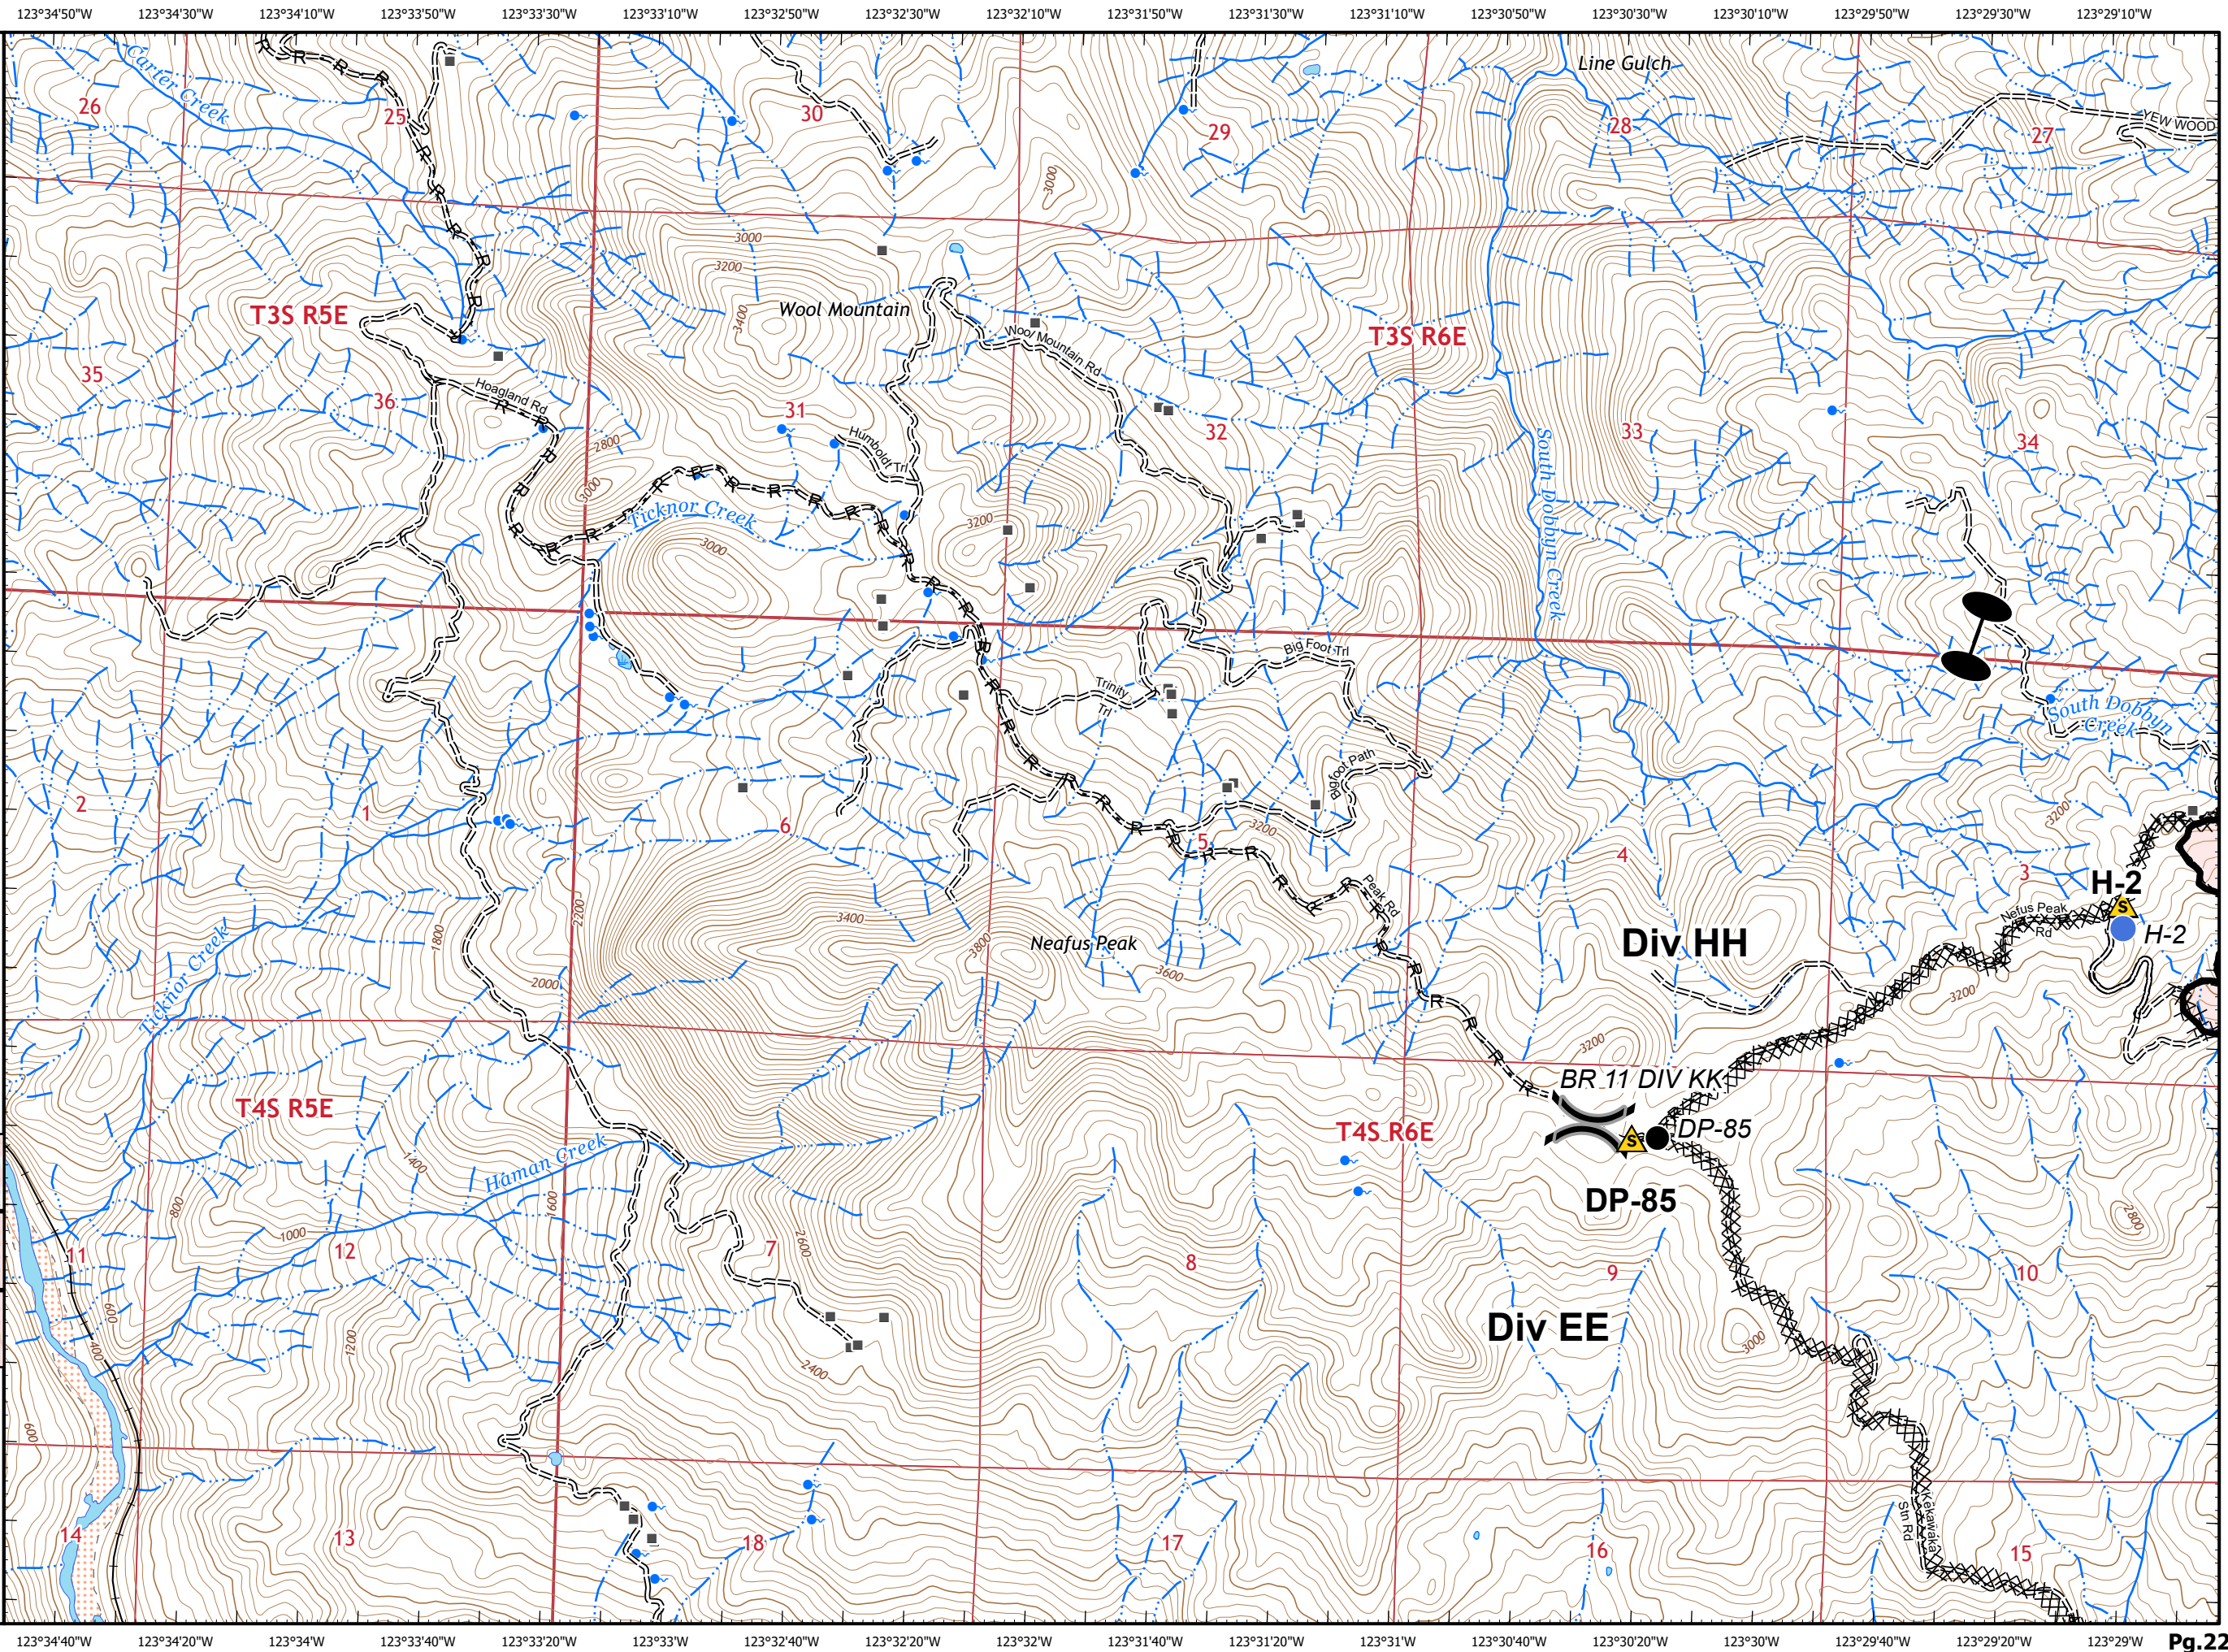 123°34'50"W 123°34'30"W 123°34'10"W 123°33'50"W 123°33'30"W 123°33'10"W 123°32'50"W 123°32'30"W 123°32'10"W 123°31'50"W 123°31'30"W 123°31'10"W 123°30'50"W 123°30'30"W 123°30'10"W 123°29'50"W 123°29'30"W 123°29'10"W
Carter Creek
Line Gulch
26
25
30
29
28
27
YEW WOOD
3000
3000
3200
3400
Wool Mountain
T3S R5E
T3S R6E
Wool Mountain Rd
35
36
Hoagland Rd
31
32
33
34
2800
3000
Humboldt Trl
Ticknor Creek
3200
3000
South Dobbyn Creek
Big Foot Trl
Trinity
Trl
South Dobbyn
Creek
Bigfoot Path
2
1
6
5
4
3
3200
3200
Peak Rd
H-2
H-2
Nefus Peak
Rd
2200
1800
2000
3400
3800
3600
Neafus Peak
Div HH
3200
3200
Ticknor Creek
BR 11 DIV KK
DP-85
DP-85
T4S R5E
T4S R6E
1400
Haman Creek
800
1000
1600
2600
2800
11
12
7
8
9
10
600
400
1200
2400
Div EE
3000
600
Kekawaka
Stn Rd
14
13
18
17
16
15
123°34'40"W 123°34'20"W 123°34'W 123°33'40"W 123°33'20"W 123°33'W 123°32'40"W 123°32'20"W 123°32'W 123°31'40"W 123°31'20"W 123°31'W 123°30'40"W 123°30'20"W 123°30'W 123°29'40"W 123°29'20"W 123°29'W
Pg.22